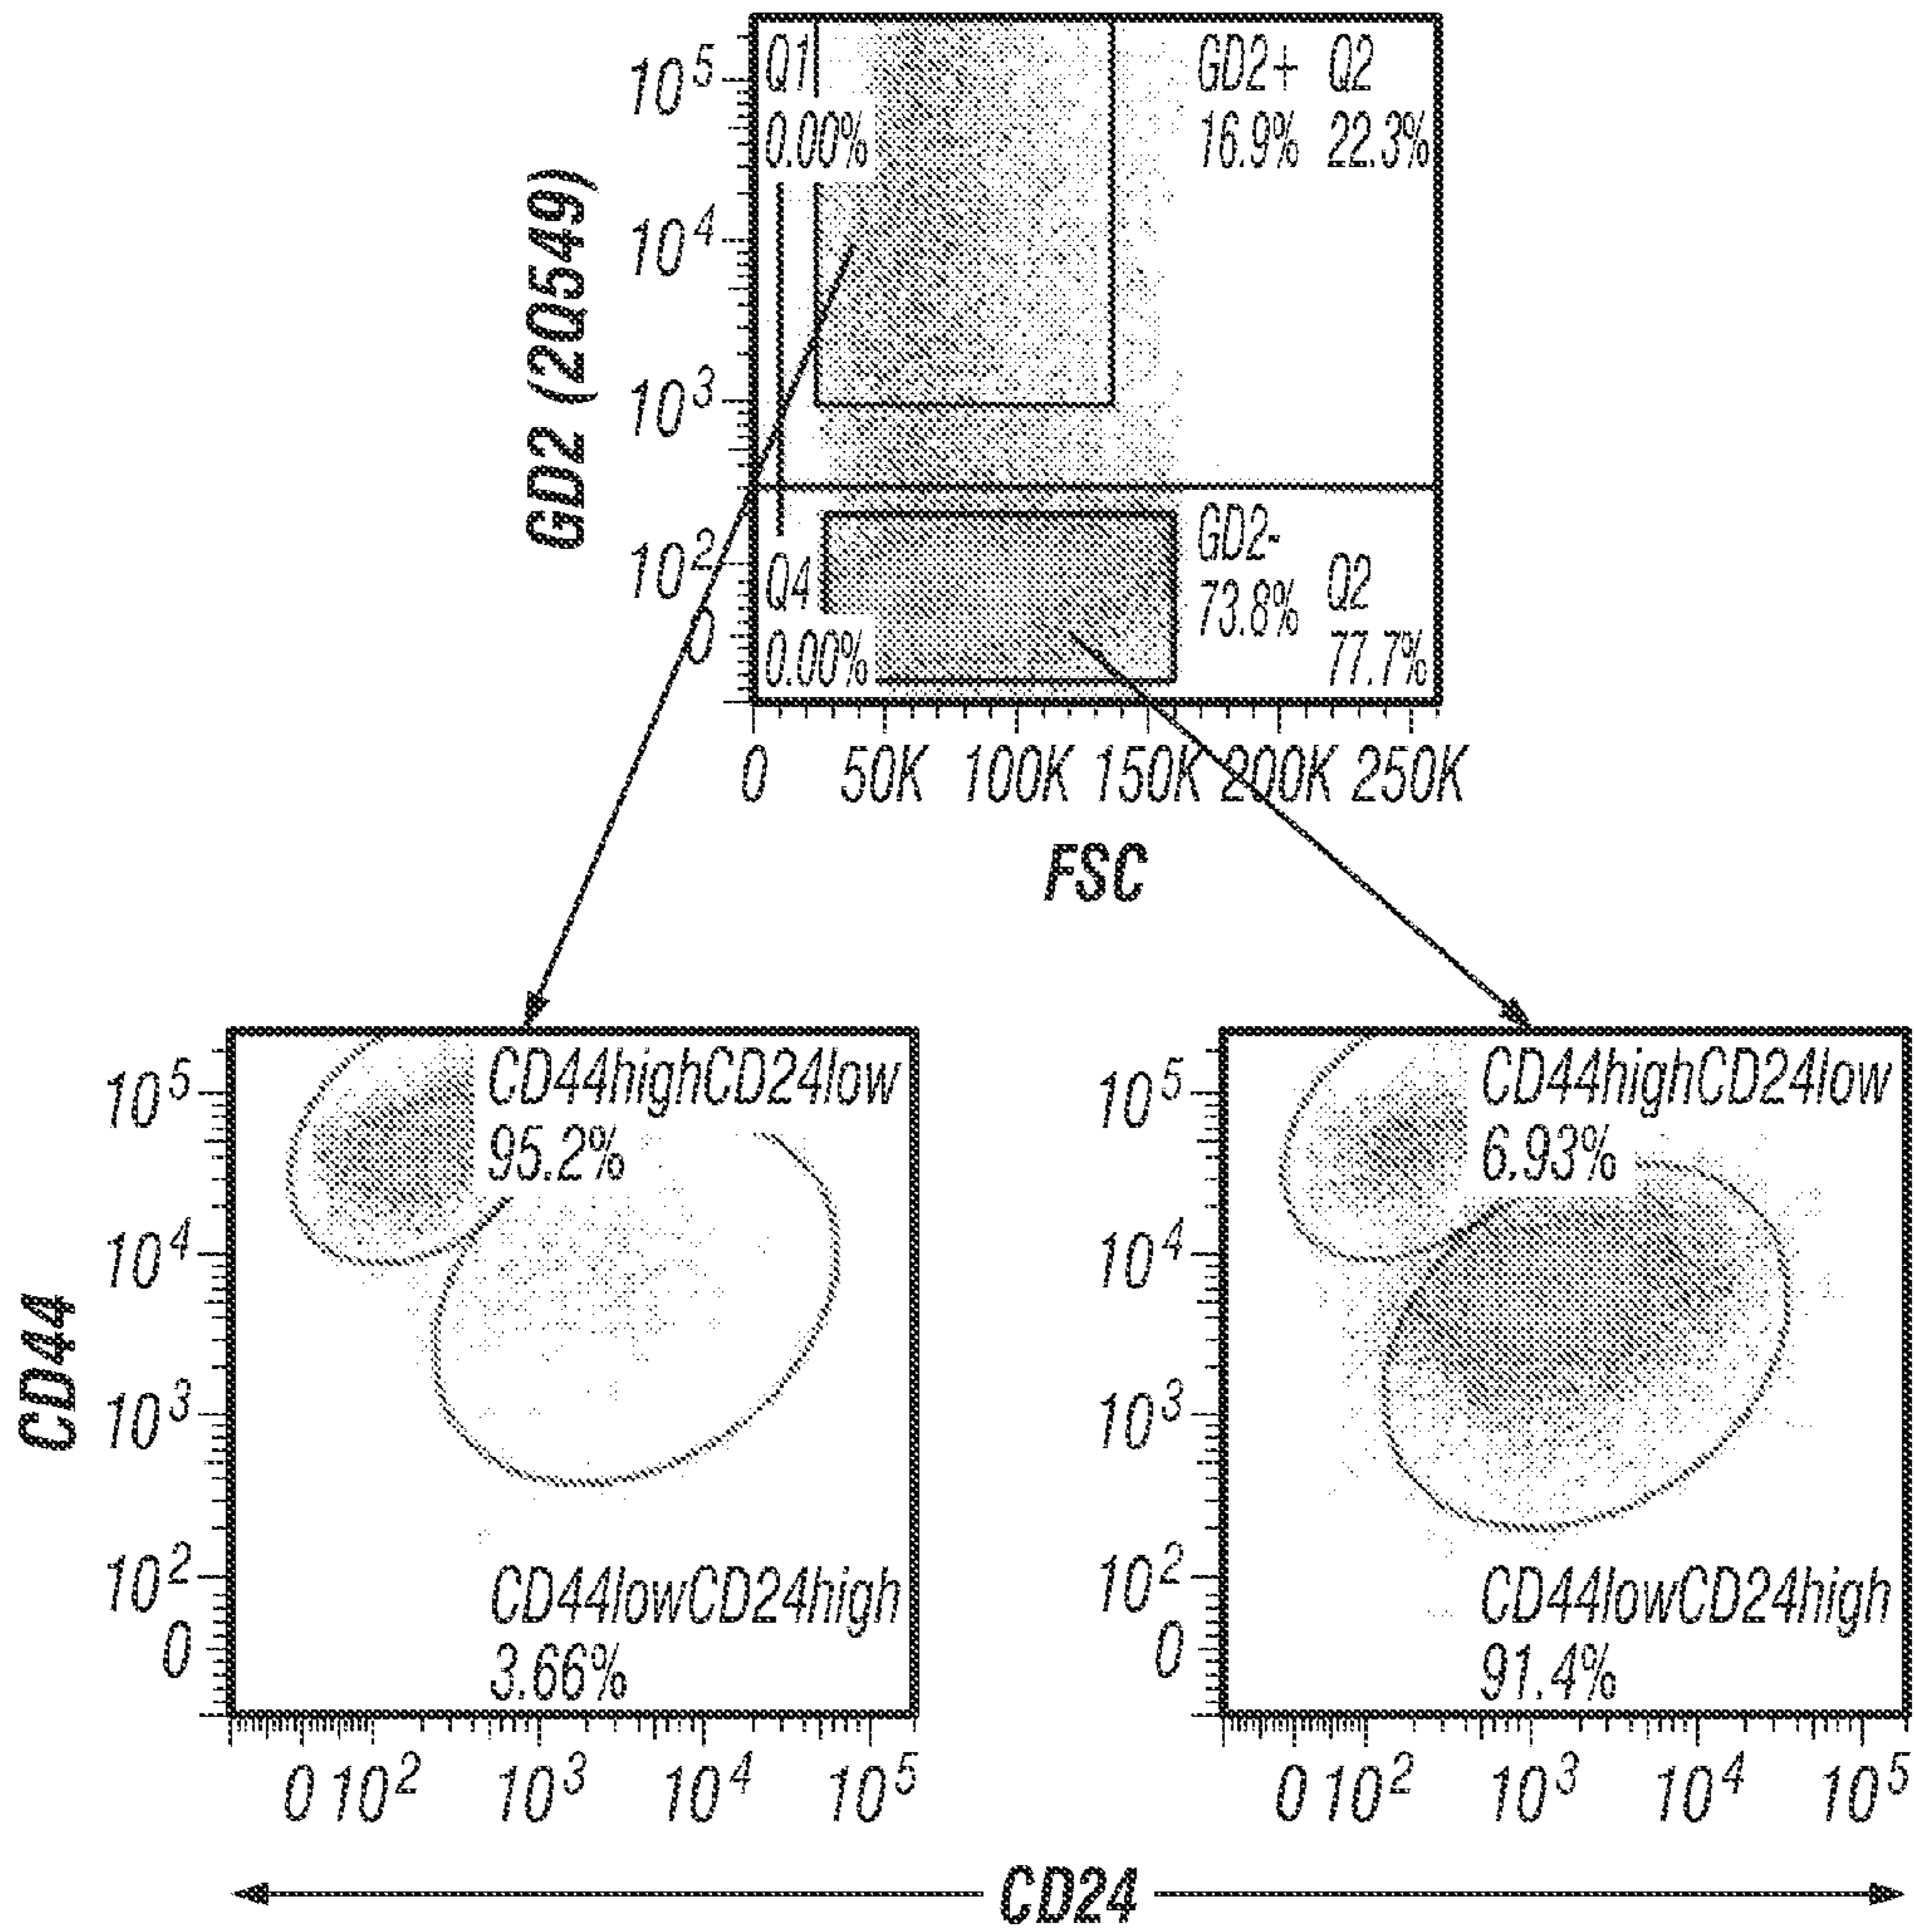 Q1
0.00%
GD2+ Q2
16.9% 22.3%
10^5
10^4
10^3
10^2
0
GD2 (2Q549)
GD2-
73.8%
Q2
77.7%
Q4
0.00%
0 50K 100K 150K 200K 250K
FSC
CD44highCD24low
95.2%
10^5
10^4
10^3
10^2
0
CD44
CD44lowCD24high
3.66%
0 10^2 10^3 10^4 10^5
CD44highCD24low
6.93%
10^5
10^4
10^3
10^2
0
CD44lowCD24high
91.4%
0 10^2 10^3 10^4 10^5
CD24